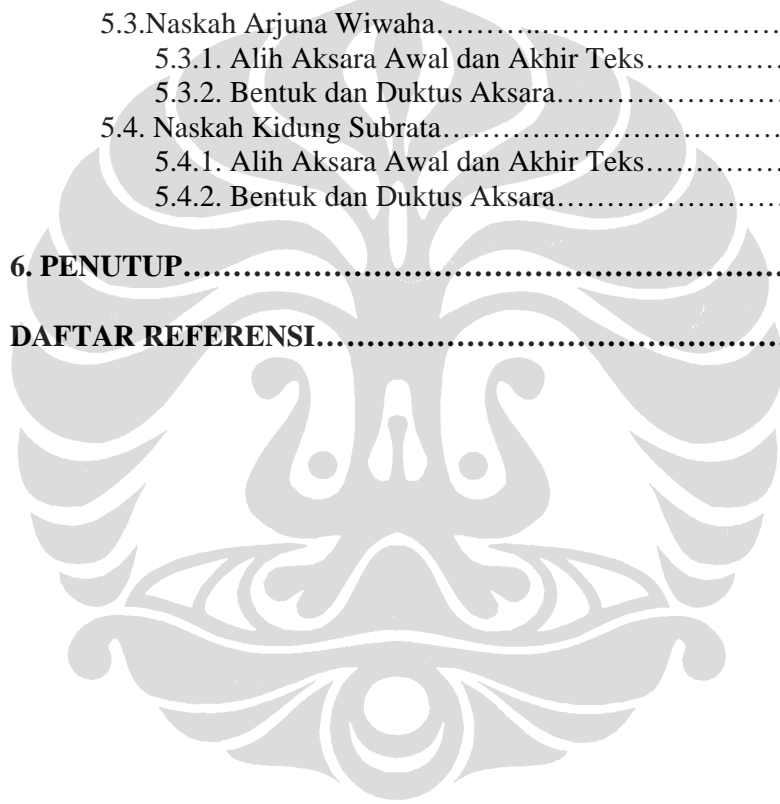 5.3.Naskah Arjuna Wiwaha………..……………………
5.3.1. Alih Aksara Awal dan Akhir Teks……………
5.3.2. Bentuk dan Duktus Aksara……………………
5.4. Naskah Kidung Subrata………………………………
5.4.1. Alih Aksara Awal dan Akhir Teks……………
5.4.2. Bentuk dan Duktus Aksara……………………
6. PENUTUP……………………………………………………
DAFTAR REFERENSI…………………………………………